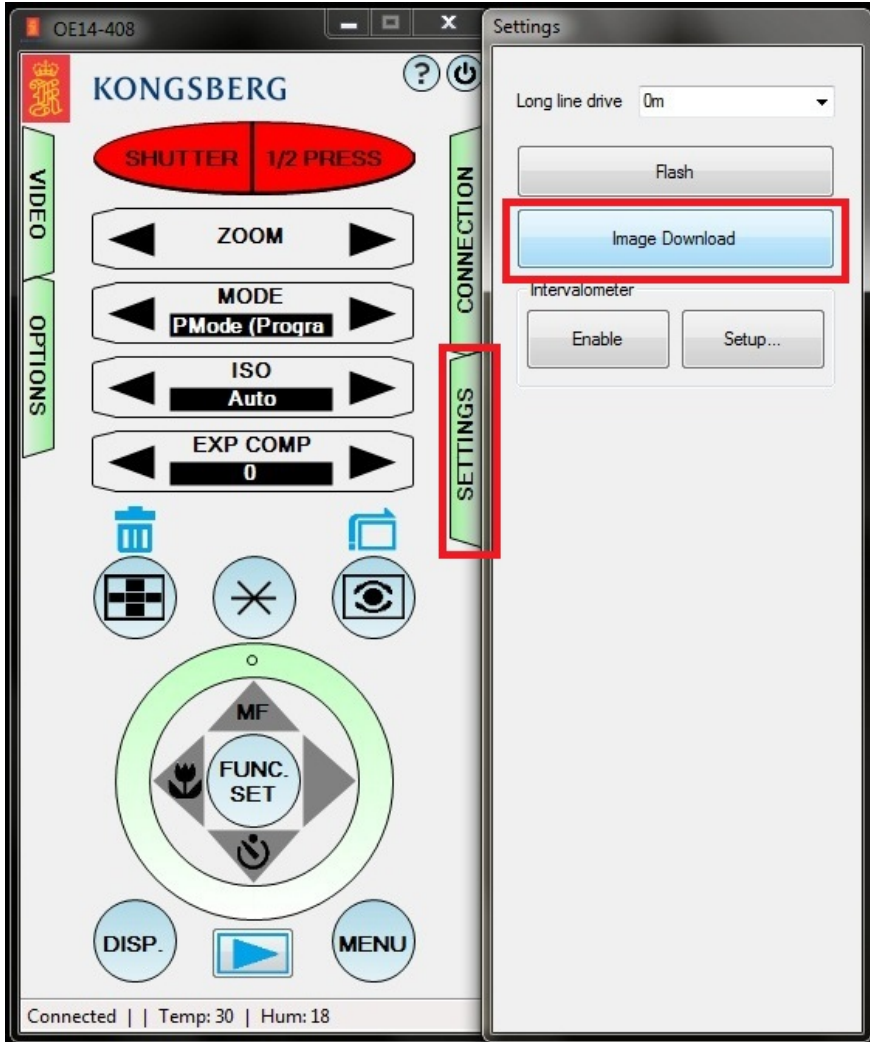 OE14-408
KONGSBERG
?
SHUTTER 1/2 PRESS
VIDEO
OPTIONS
CONNECTION
SETTINGS
ZOOM
MODE
PMode (Progra
ISO
Auto
EXP COMP
0
MF
FUNC.
SET
DISP.
MENU
Connected | | Temp: 30 | Hum: 18
Settings
Long line drive 0m
Flash
Image Download
Intervalometer
Enable Setup...